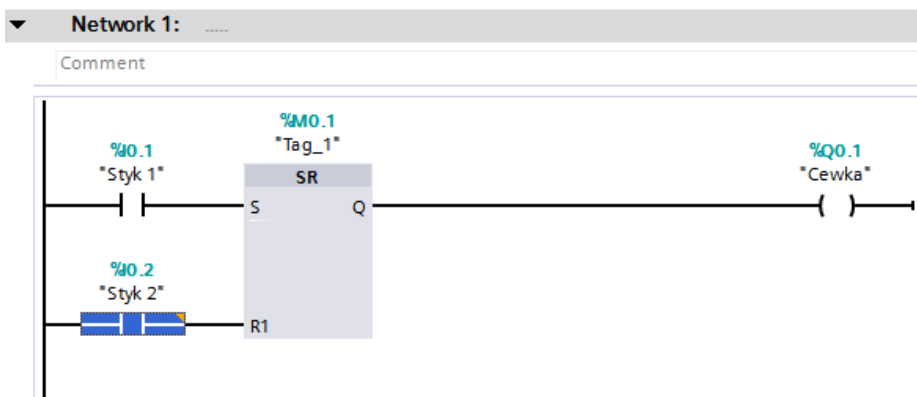 Network 1: .....
Comment
%M0.1
"Tag_1"
%I0.1
"Styk 1"
%Q0.1
"Cewka"
SR
S Q
%I0.2
"Styk 2"
R1